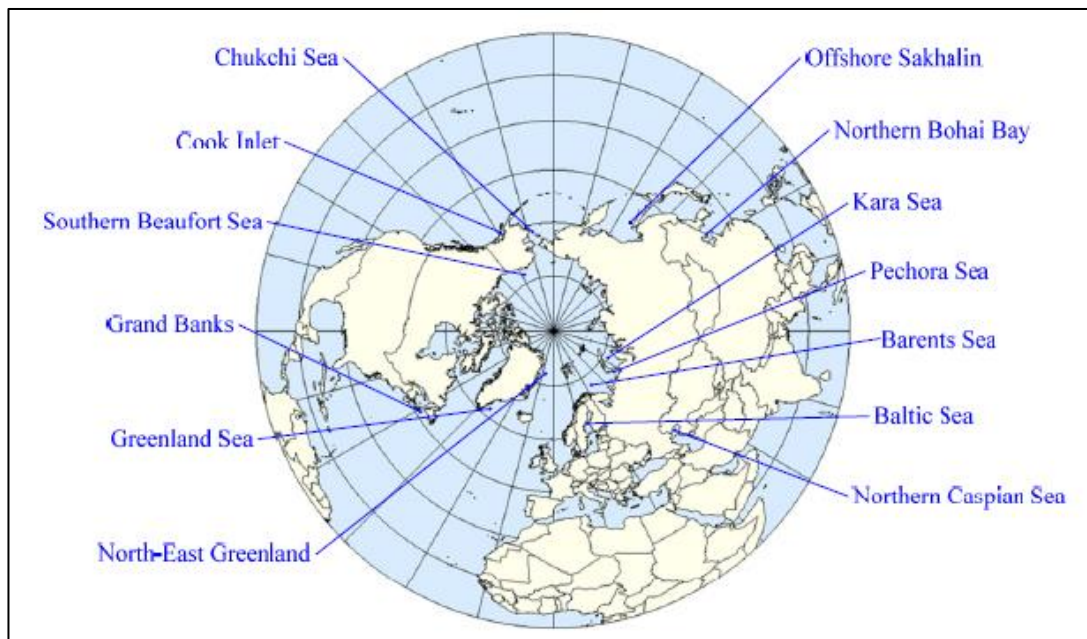 Chukchi Sea
Offshore Sakhalin
Cook Inlet
Northern Bohai Bay
Southern Beaufort Sea
Kara Sea
Pechora Sea
Grand Banks
Barents Sea
Greenland Sea
Baltic Sea
Northern Caspian Sea
North-East Greenland